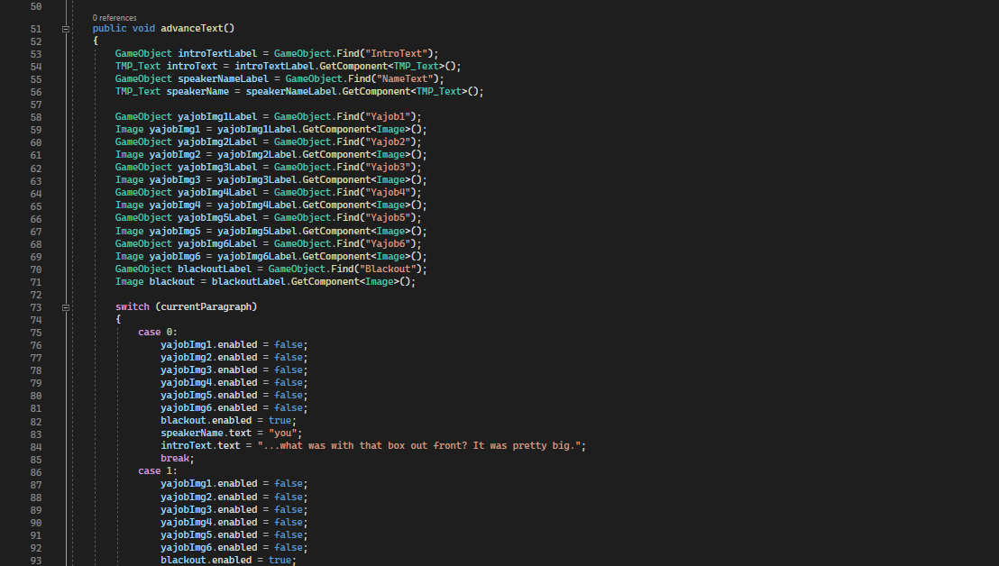 50
0 references
51 public void advanceText()
52 {
53 GameObject introTextLabel = GameObject.Find("IntroText");
54 TMP_Text introText = introTextLabel.GetComponent<TMP_Text>();
55 GameObject speakerNameLabel = GameObject.Find("NameText");
56 TMP_Text speakerName = speakerNameLabel.GetComponent<TMP_Text>();
57
58 GameObject yajobImg1Label = GameObject.Find("Yajob1");
59 Image yajobImg1 = yajobImg1Label.GetComponent<Image>();
60 GameObject yajobImg2Label = GameObject.Find("Yajob2");
61 Image yajobImg2 = yajobImg2Label.GetComponent<Image>();
62 GameObject yajobImg3Label = GameObject.Find("Yajob3");
63 Image yajobImg3 = yajobImg3Label.GetComponent<Image>();
64 GameObject yajobImg4Label = GameObject.Find("Yajob4");
65 Image yajobImg4 = yajobImg4Label.GetComponent<Image>();
66 GameObject yajobImg5Label = GameObject.Find("Yajob5");
67 Image yajobImg5 = yajobImg5Label.GetComponent<Image>();
68 GameObject yajobImg6Label = GameObject.Find("Yajob6");
69 Image yajobImg6 = yajobImg6Label.GetComponent<Image>();
70 GameObject blackoutLabel = GameObject.Find("Blackout");
71 Image blackout = blackoutLabel.GetComponent<Image>();
72
73 switch (currentParagraph)
74 {
75 case 0:
76 yajobImg1.enabled = false;
77 yajobImg2.enabled = false;
78 yajobImg3.enabled = false;
79 yajobImg4.enabled = false;
80 yajobImg5.enabled = false;
81 yajobImg6.enabled = false;
82 blackout.enabled = true;
83 speakerName.text = "you";
84 introText.text = "...what was with that box out front? It was pretty big.";
85 break;
86 case 1:
87 yajobImg1.enabled = false;
88 yajobImg2.enabled = false;
89 yajobImg3.enabled = false;
90 yajobImg4.enabled = false;
91 yajobImg5.enabled = false;
92 yajobImg6.enabled = false;
93 blackout.enabled = true;